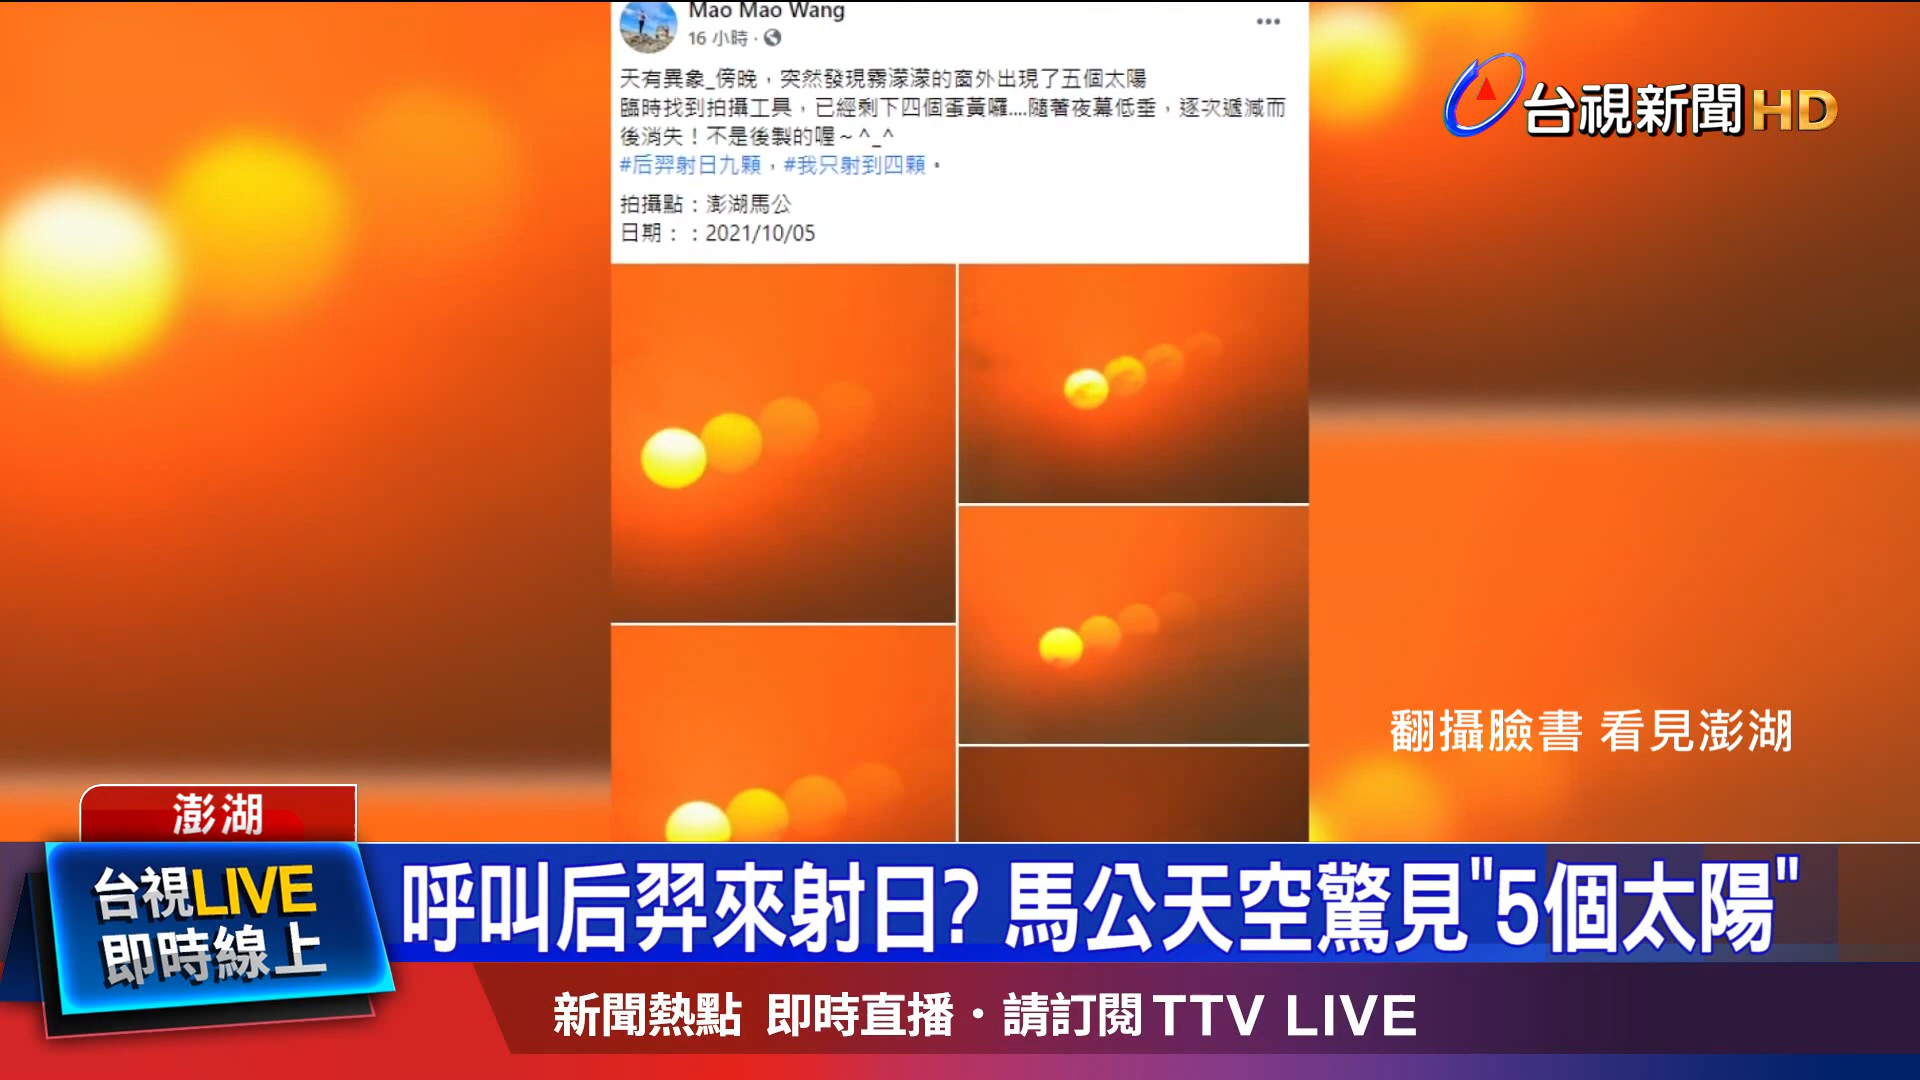 Mao Mao Wang
16 小時 ·
天有異象_傍晚，突然發現霧濛濛的窗外出現了五個太陽
臨時找到拍攝工具，已經剩下四個蛋黃囉....隨著夜幕低垂，逐次遞減而
後消失！不是後製的喔～^_^
#后羿射日九顆，#我只射到四顆。
拍攝點：澎湖馬公
日期：：2021/10/05
台視新聞HD
翻攝臉書 看見澎湖
澎湖
台視LIVE
即時線上
呼叫后羿來射日? 馬公天空驚見"5個太陽"
新聞熱點 即時直播·請訂閱TTV LIVE